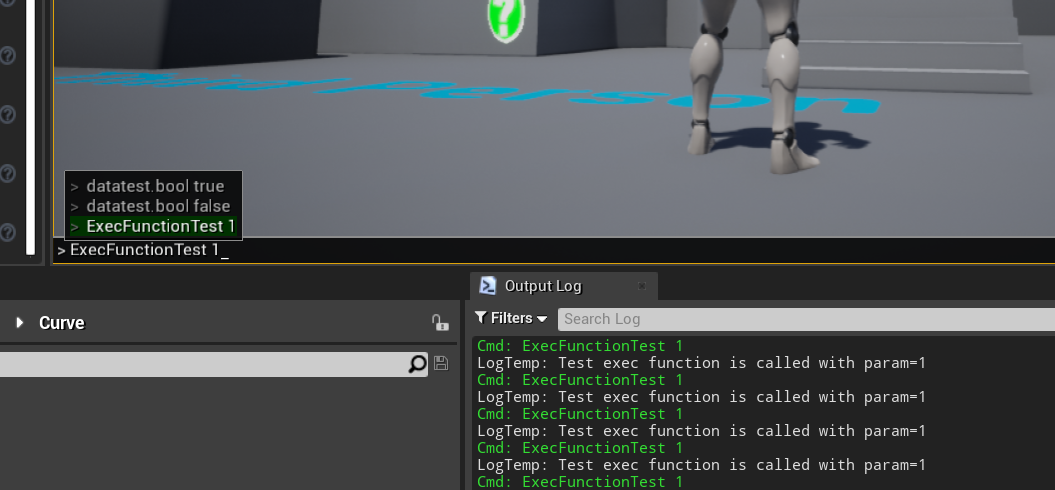 > datatest.bool true
> datatest.bool false
> ExecFunctionTest 1
> ExecFunctionTest 1_
Output Log
Curve
Filters
Search Log
Cmd: ExecFunctionTest 1
LogTemp: Test exec function is called with param=1
Cmd: ExecFunctionTest 1
LogTemp: Test exec function is called with param=1
Cmd: ExecFunctionTest 1
LogTemp: Test exec function is called with param=1
Cmd: ExecFunctionTest 1
LogTemp: Test exec function is called with param=1
Cmd: ExecFunctionTest 1